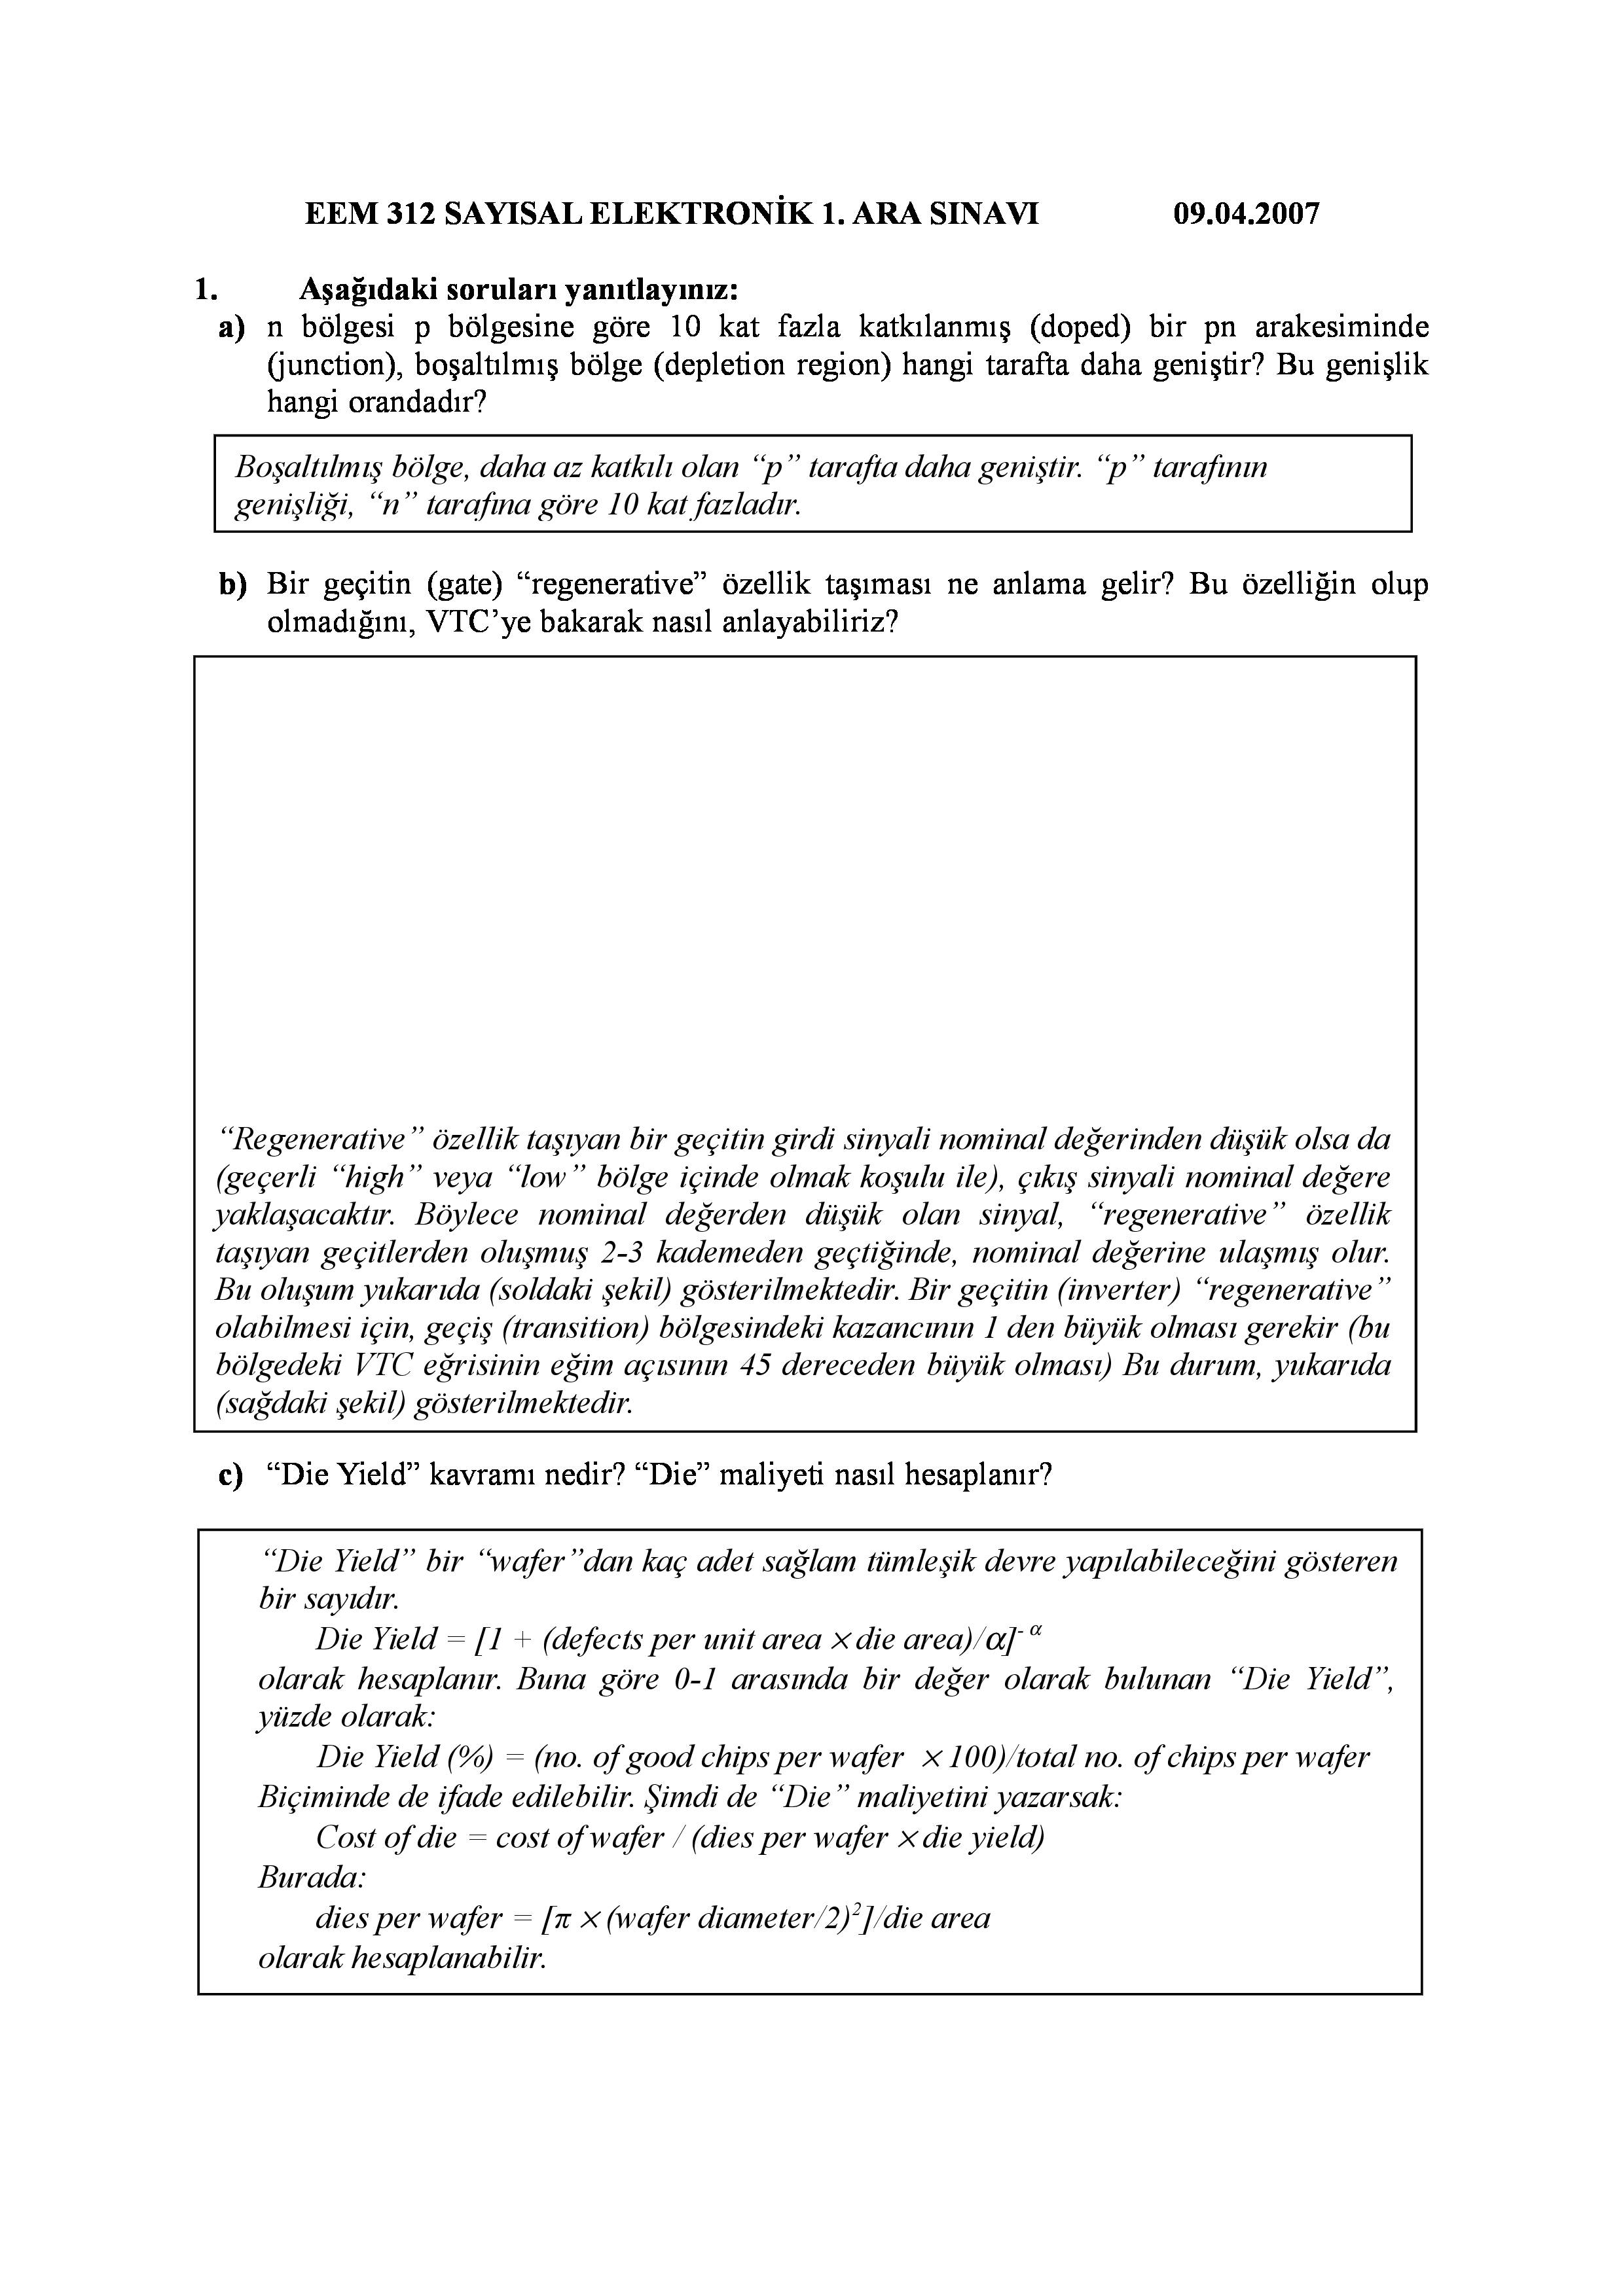 EEM 312 SAYISAL ELEKTRONİK 1. ARA SINAVI 09.04.2007
1. Aşağıdaki soruları yanıtlayınız:
a) n bölgesi p bölgesine göre 10 kat fazla katkılanmış (doped) bir pn arakesiminde
(junction), boşaltılmış bölge (depletion region) hangi tarafta daha geniştir? Bu genişlik
hangi orandadır?
Boşaltılmış bölge, daha az katkılı olan “p” tarafta daha geniştir. “p” tarafının
genişliği, “n” tarafına göre 10 kat fazladır.
b) Bir geçitin (gate) “regenerative” özellik taşıması ne anlama gelir? Bu özelliğin olup
olmadığını, VTC’ye bakarak nasıl anlayabiliriz?
“Regenerative” özellik taşıyan bir geçitin girdi sinyali nominal değerinden düşük olsa da
(geçerli “high” veya “low” bölge içinde olmak koşulu ile), çıkış sinyali nominal değere
yaklaşacaktır. Böylece nominal değerden düşük olan sinyal, “regenerative” özellik
taşıyan geçitlerden oluşmuş 2-3 kademeden geçtiğinde, nominal değerine ulaşmış olur.
Bu oluşum yukarıda (soldaki şekil) gösterilmektedir. Bir geçitin (inverter) “regenerative”
olabilmesi için, geçiş (transition) bölgesindeki kazancının 1 den büyük olması gerekir (bu
bölgedeki VTC eğrisinin eğim açısının 45 dereceden büyük olması) Bu durum, yukarıda
(sağdaki şekil) gösterilmektedir.
c) “Die Yield” kavramı nedir? “Die” maliyeti nasıl hesaplanır?
“Die Yield” bir “wafer”dan kaç adet sağlam tümleşik devre yapılabileceğini gösteren
bir sayıdır.
Die Yield = [1 + (defects per unit area × die area)/α]⁻ᵅ
olarak hesaplanır. Buna göre 0-1 arasında bir değer olarak bulunan “Die Yield”,
yüzde olarak:
Die Yield (%) = (no. of good chips per wafer × 100)/total no. of chips per wafer
Biçiminde de ifade edilebilir. Şimdi de “Die” maliyetini yazarsak:
Cost of die = cost of wafer / (dies per wafer × die yield)
Burada:
dies per wafer = [π × (wafer diameter/2)²]/die area
olarak hesaplanabilir.